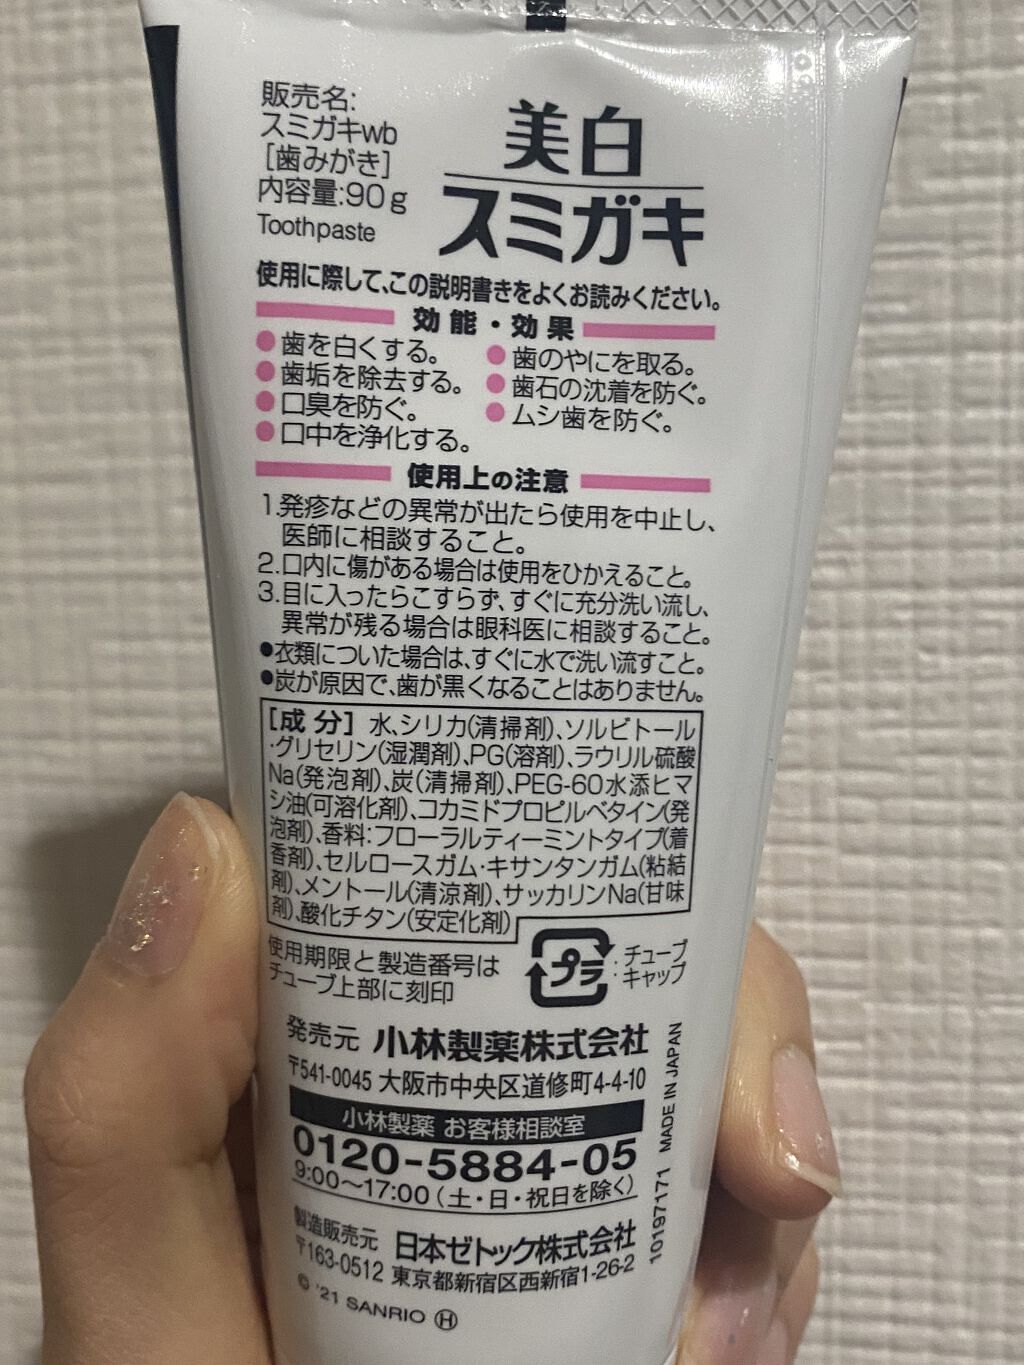 販売名:
スミガキwb
[歯みがき]
内容量:90g
Toothpaste
美白
スミガキ
使用に際して、この説明書きをよくお読みください。
効能・効果
●歯を白くする。
●歯垢を除去する。
●口臭を防ぐ。
●口中を浄化する。
●歯のやにを取る。
●歯石の沈着を防ぐ。
●ムシ歯を防ぐ。
使用上の注意
1.発疹などの異常が出たら使用を中止し、
医師に相談すること。
2.口内に傷がある場合は使用をひかえること。
3.目に入ったらこすらず、すぐに充分洗い流し、
異常が残る場合は眼科医に相談すること。
●衣類についた場合は、すぐに水で洗い流すこと。
●炭が原因で、歯が黒くなることはありません。
[成分] 水、シリカ(清掃剤)、ソルビトール
・グリセリン(湿潤剤)、PG(溶剤)、ラウリル硫酸
Na(発泡剤)、炭(清掃剤)、PEG-60水添ヒマ
シ油(可溶化剤)、コカミドプロピルベタイン(発
泡剤)、香料:フローラルティーミントタイプ(着
香剤)、セルロースガム・キサンタンガム(粘結
剤)、メントール(清涼剤)、サッカリンNa(甘味
剤)、酸化チタン(安定化剤)
使用期限と製造番号は
チューブ上部に刻印
プラ
:チューブ
:キャップ
発売元 小林製薬株式会社
〒541-0045 大阪市中央区道修町4-4-10
小林製薬 お客様相談室
0120-5884-05
9:00〜17:00(土・日・祝日を除く)
製造販売元 日本ゼトック株式会社
〒163-0512 東京都新宿区西新宿1-26-2
© '21 SANRIO Ⓗ
10197171 MADE IN JAPAN